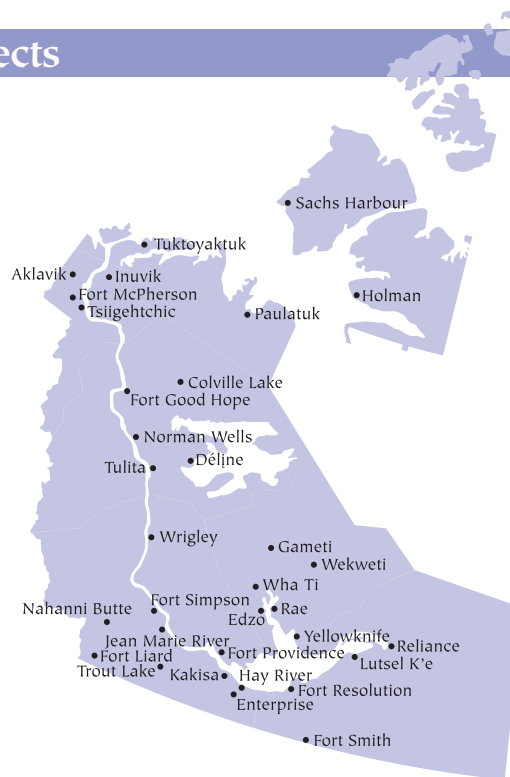 ects
Sachs Harbour
Tuktoyaktuk
Aklavik
Inuvik
Fort McPherson
Holman
Tsiigehtchic
Paulatuk
Colville Lake
Fort Good Hope
Norman Wells
Délįne
Tulita
Wrigley
Gameti
Wekweti
Wha Ti
Fort Simpson
Nahanni Butte
Rae
Edzo
Yellowknife
Jean Marie River
Reliance
Fort Providence
Fort Liard
Lutsel K'e
Trout Lake
Kakisa
Hay River
Fort Resolution
Enterprise
Fort Smith